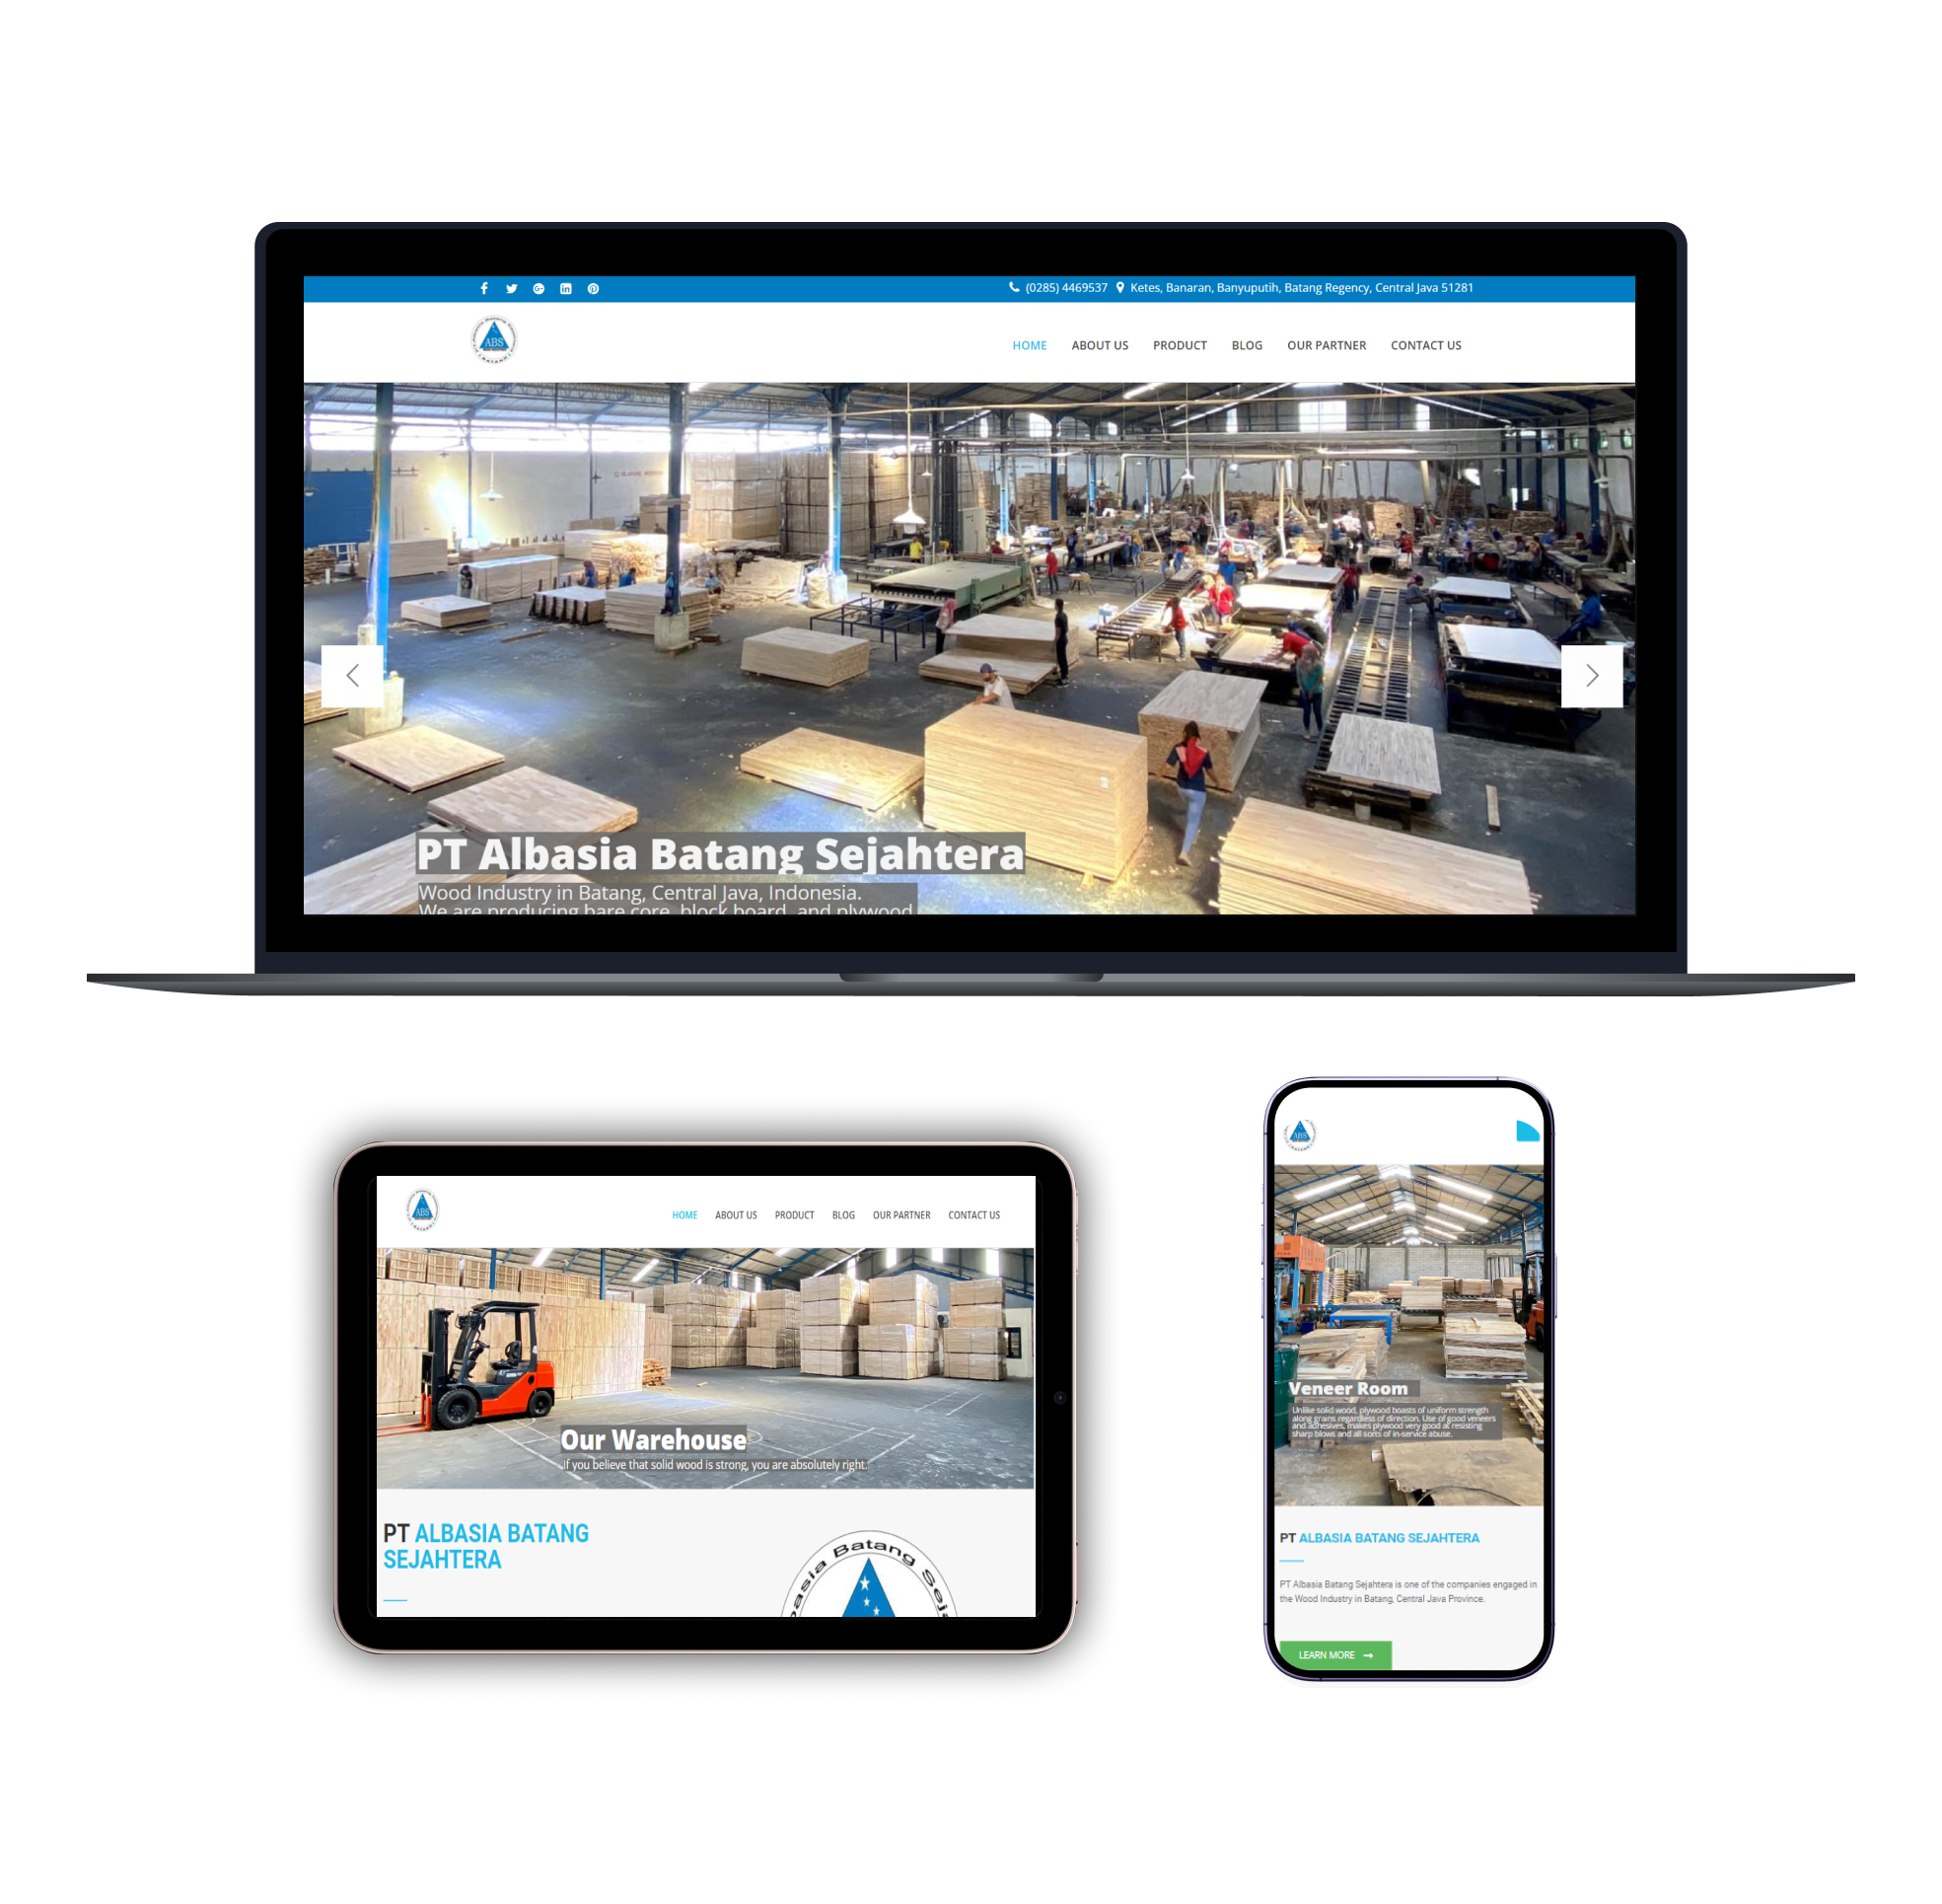 (0285) 4469537 Ketes, Banaran, Banyuputih, Batang Regency, Central Java 51281
ABS
BATANG
HOME ABOUT US PRODUCT BLOG OUR PARTNER CONTACT US
PT Albasia Batang Sejahtera
Wood Industry in Batang, Central Java, Indonesia.
We are producing bare core, block board, and plywood
ABS
BATANG
HOME ABOUT US PRODUCT BLOG OUR PARTNER CONTACT US
Our Warehouse
If you believe that solid wood is strong, you are absolutely right.
PT ALBASIA BATANG
SEJAHTERA
basia Batang Seja
ABS
BATANG
Veneer Room
Unlike solid wood, plywood boasts of uniform strength
along grains regardless of direction. Use of good veneers
and adhesives, makes plywood very good at resisting
sharp blows and all sorts of in-service abuse.
PT ALBASIA BATANG SEJAHTERA
PT Albasia Batang Sejahtera is one of the companies engaged in
the Wood Industry in Batang, Central Java Province.
LEARN MORE